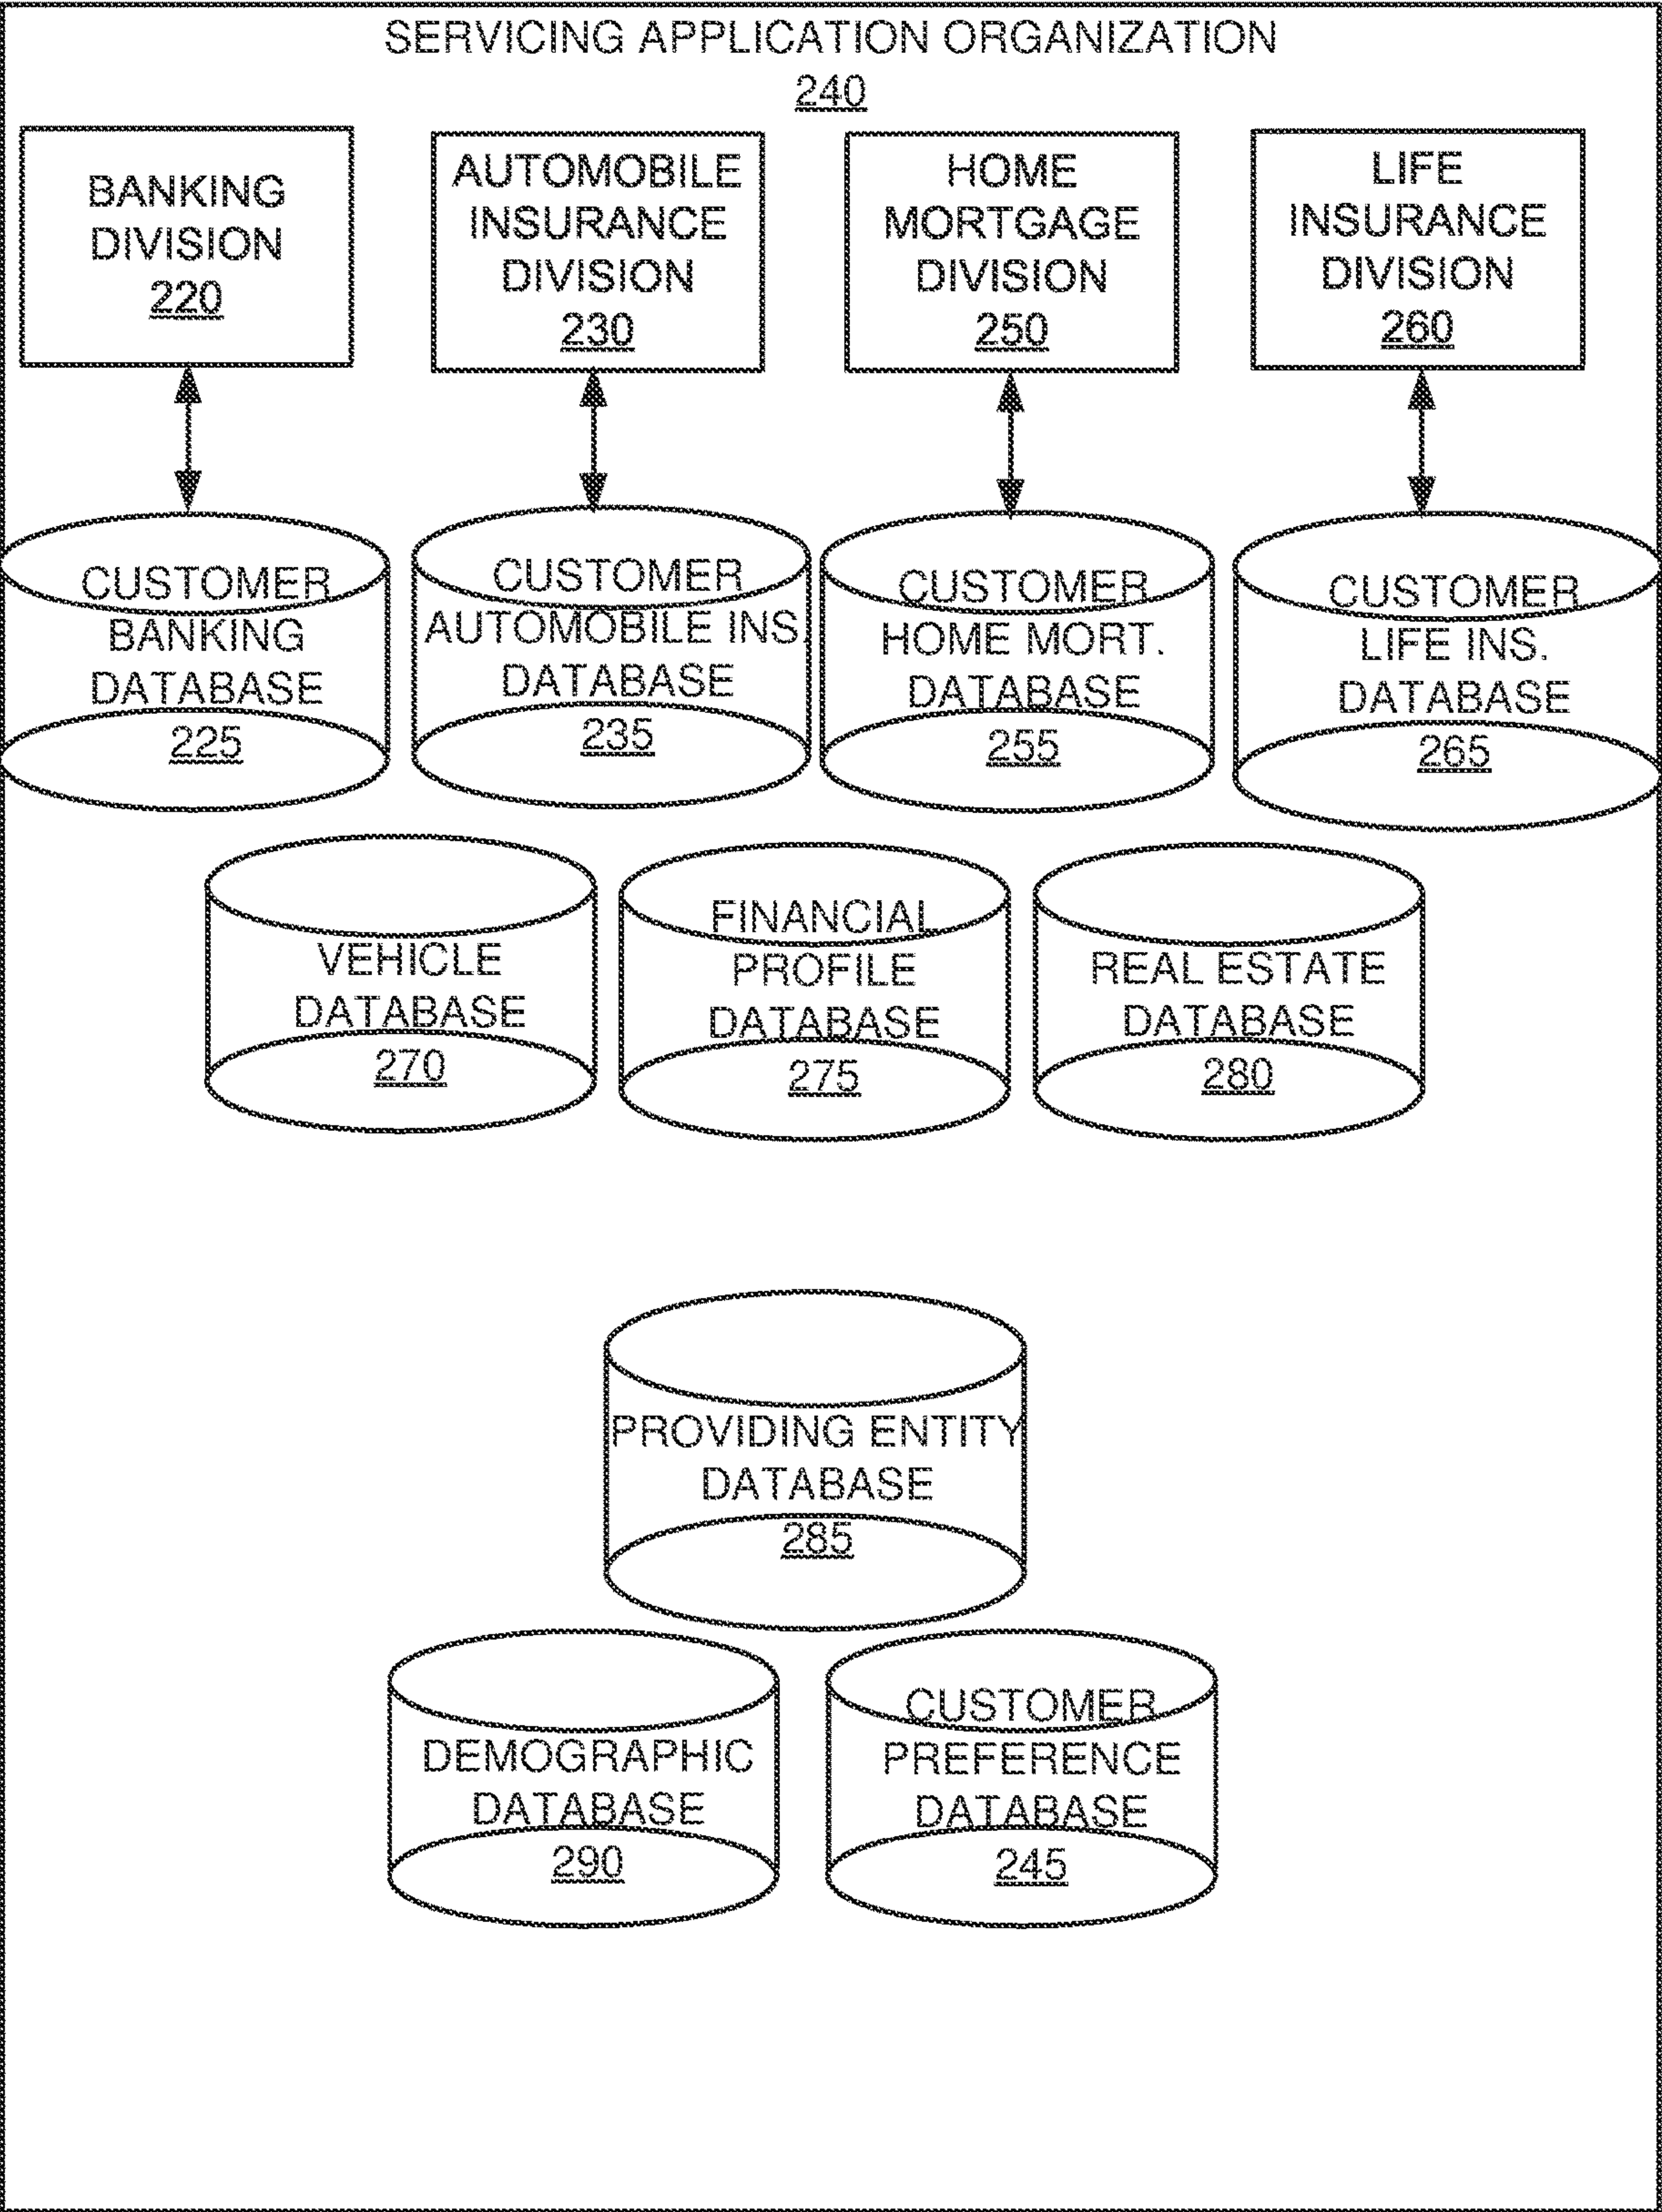 SERVICING APPLICATION ORGANIZATION
240
BANKING
DIVISION
220
AUTOMOBILE
INSURANCE
DIVISION
230
HOME
MORTGAGE
DIVISION
250
LIFE
INSURANCE
DIVISION
260
CUSTOMER
BANKING
DATABASE
225
CUSTOMER
AUTOMOBILE INS.
DATABASE
235
CUSTOMER
HOME MORT.
DATABASE
255
CUSTOMER
LIFE INS.
DATABASE
265
VEHICLE
DATABASE
270
FINANCIAL
PROFILE
DATABASE
275
REAL ESTATE
DATABASE
280
PROVIDING ENTITY
DATABASE
285
DEMOGRAPHIC
DATABASE
290
CUSTOMER
PREFERENCE
DATABASE
245